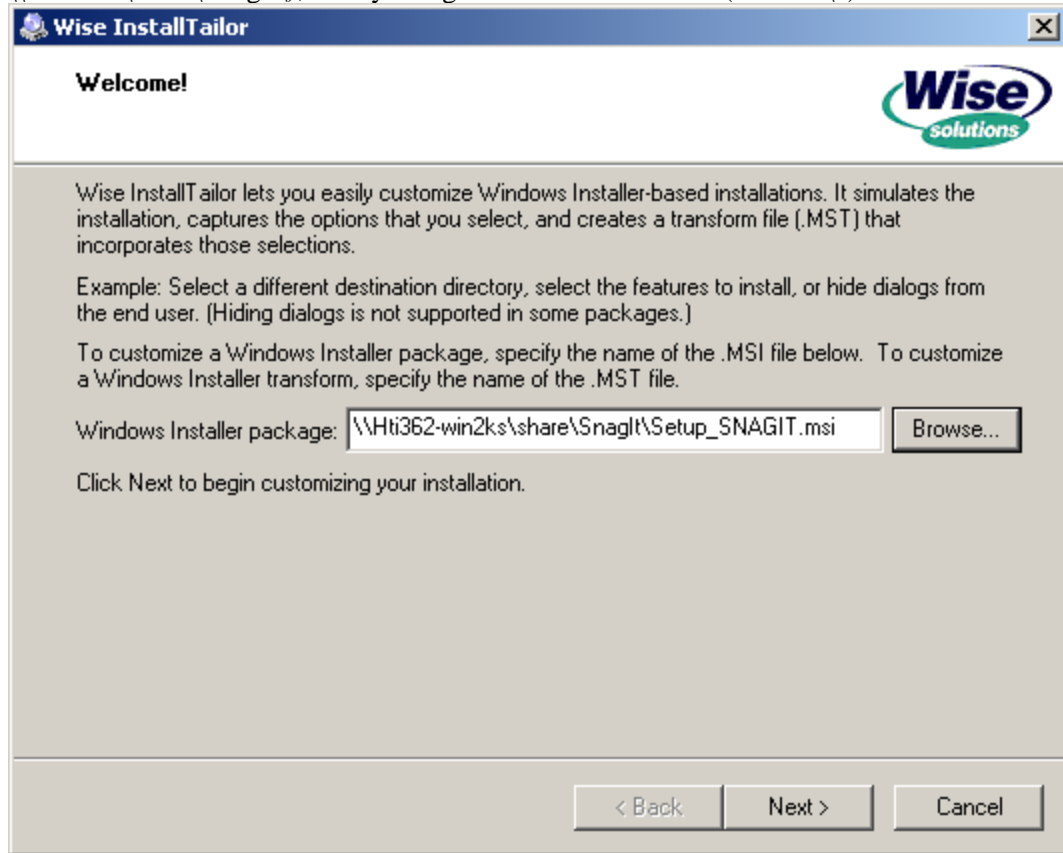 Wise InstallTailor
Welcome!
Wise
solutions
Wise InstallTailor lets you easily customize Windows Installer-based installations. It simulates the
installation, captures the options that you select, and creates a transform file (.MST) that
incorporates those selections.
Example: Select a different destination directory, select the features to install, or hide dialogs from
the end user. (Hiding dialogs is not supported in some packages.)
To customize a Windows Installer package, specify the name of the .MSI file below. To customize
a Windows Installer transform, specify the name of the .MST file.
Windows Installer package: \\Hti362-win2ks\share\SnagIt\Setup_SNAGIT.msi Browse...
Click Next to begin customizing your installation.
< Back Next > Cancel